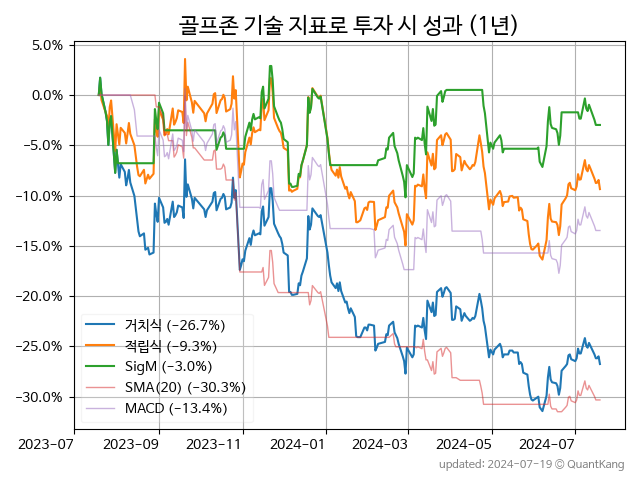 골프존 기술 지표로 투자 시 성과 (1년)
5.0%
0.0%
−5.0%
−10.0%
−15.0%
−20.0%
−25.0%
−30.0%
거치식 (−26.7%)
적립식 (−9.3%)
SigM (−3.0%)
SMA(20) (−30.3%)
MACD (−13.4%)
2023−07 2023−09 2023−11 2024−01 2024−03 2024−05 2024−07
updated: 2024-07-19 © QuantKang